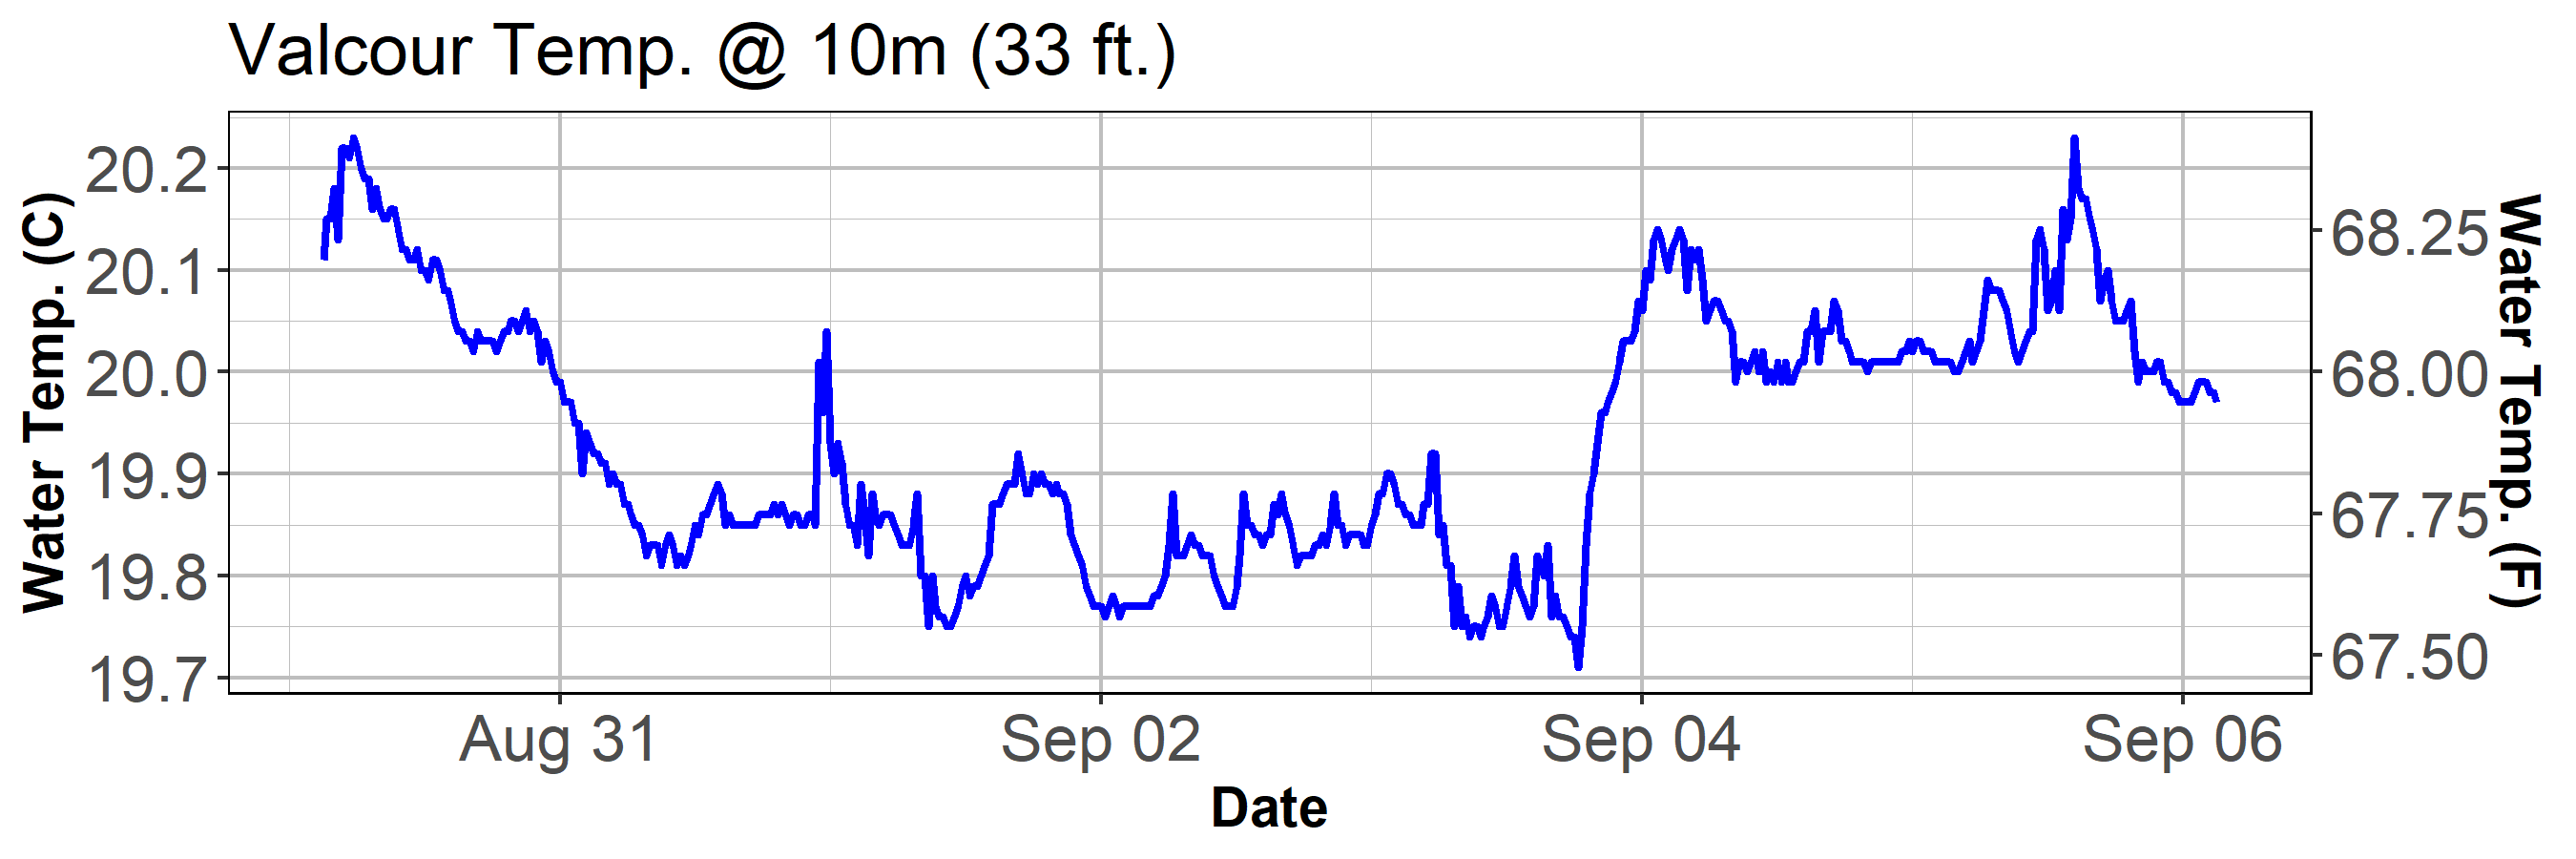 Valcour Temp. @ 10m (33 ft.)
Water Temp. (C)
20.2
20.1
20.0
19.9
19.8
19.7
68.25
68.00
67.75
67.50
Water Temp. (F)
Aug 31
Sep 02
Sep 04
Sep 06
Date